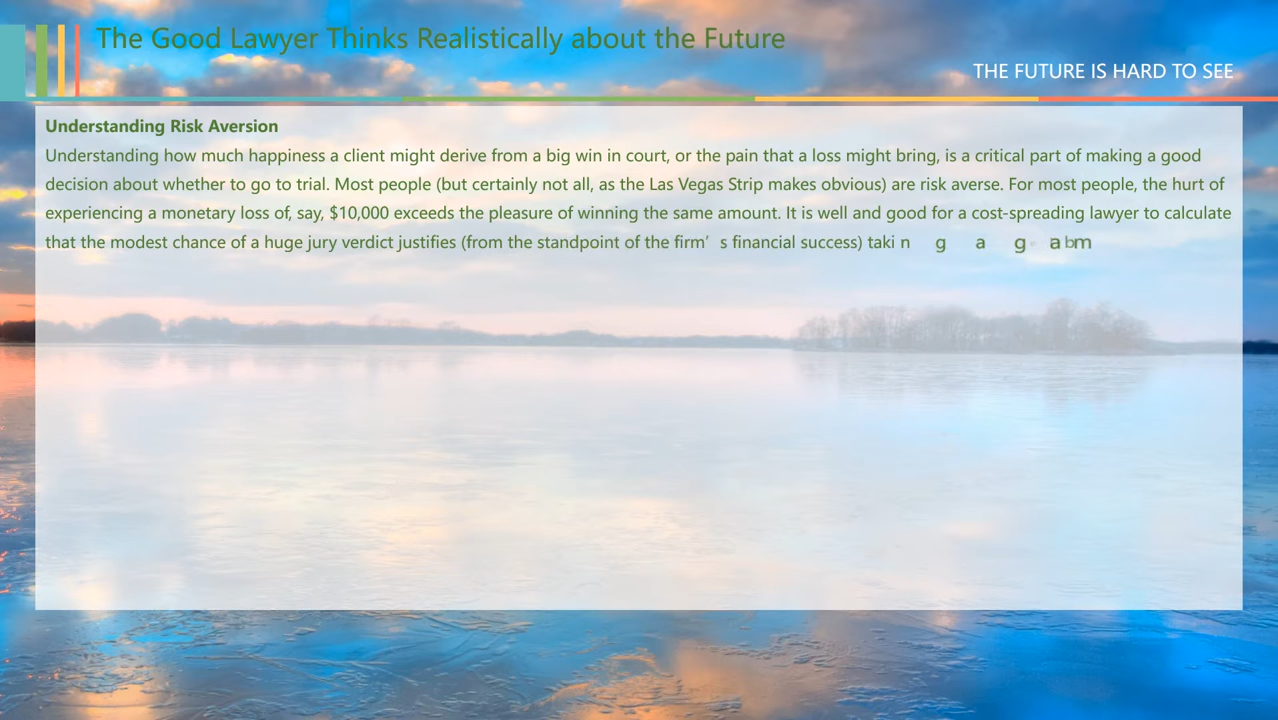 The Good Lawyer Thinks Realistically about the Future
THE FUTURE IS HARD TO SEE
Understanding Risk Aversion
Understanding how much happiness a client might derive from a big win in court, or the pain that a loss might bring, is a critical part of making a good
decision about whether to go to trial. Most people (but certainly not all, as the Las Vegas Strip makes obvious) are risk averse. For most people, the hurt of
experiencing a monetary loss of, say, $10,000 exceeds the pleasure of winning the same amount. It is well and good for a cost-spreading lawyer to calculate
that the modest chance of a huge jury verdict justifies (from the standpoint of the firm’s financial success) taki n g a g